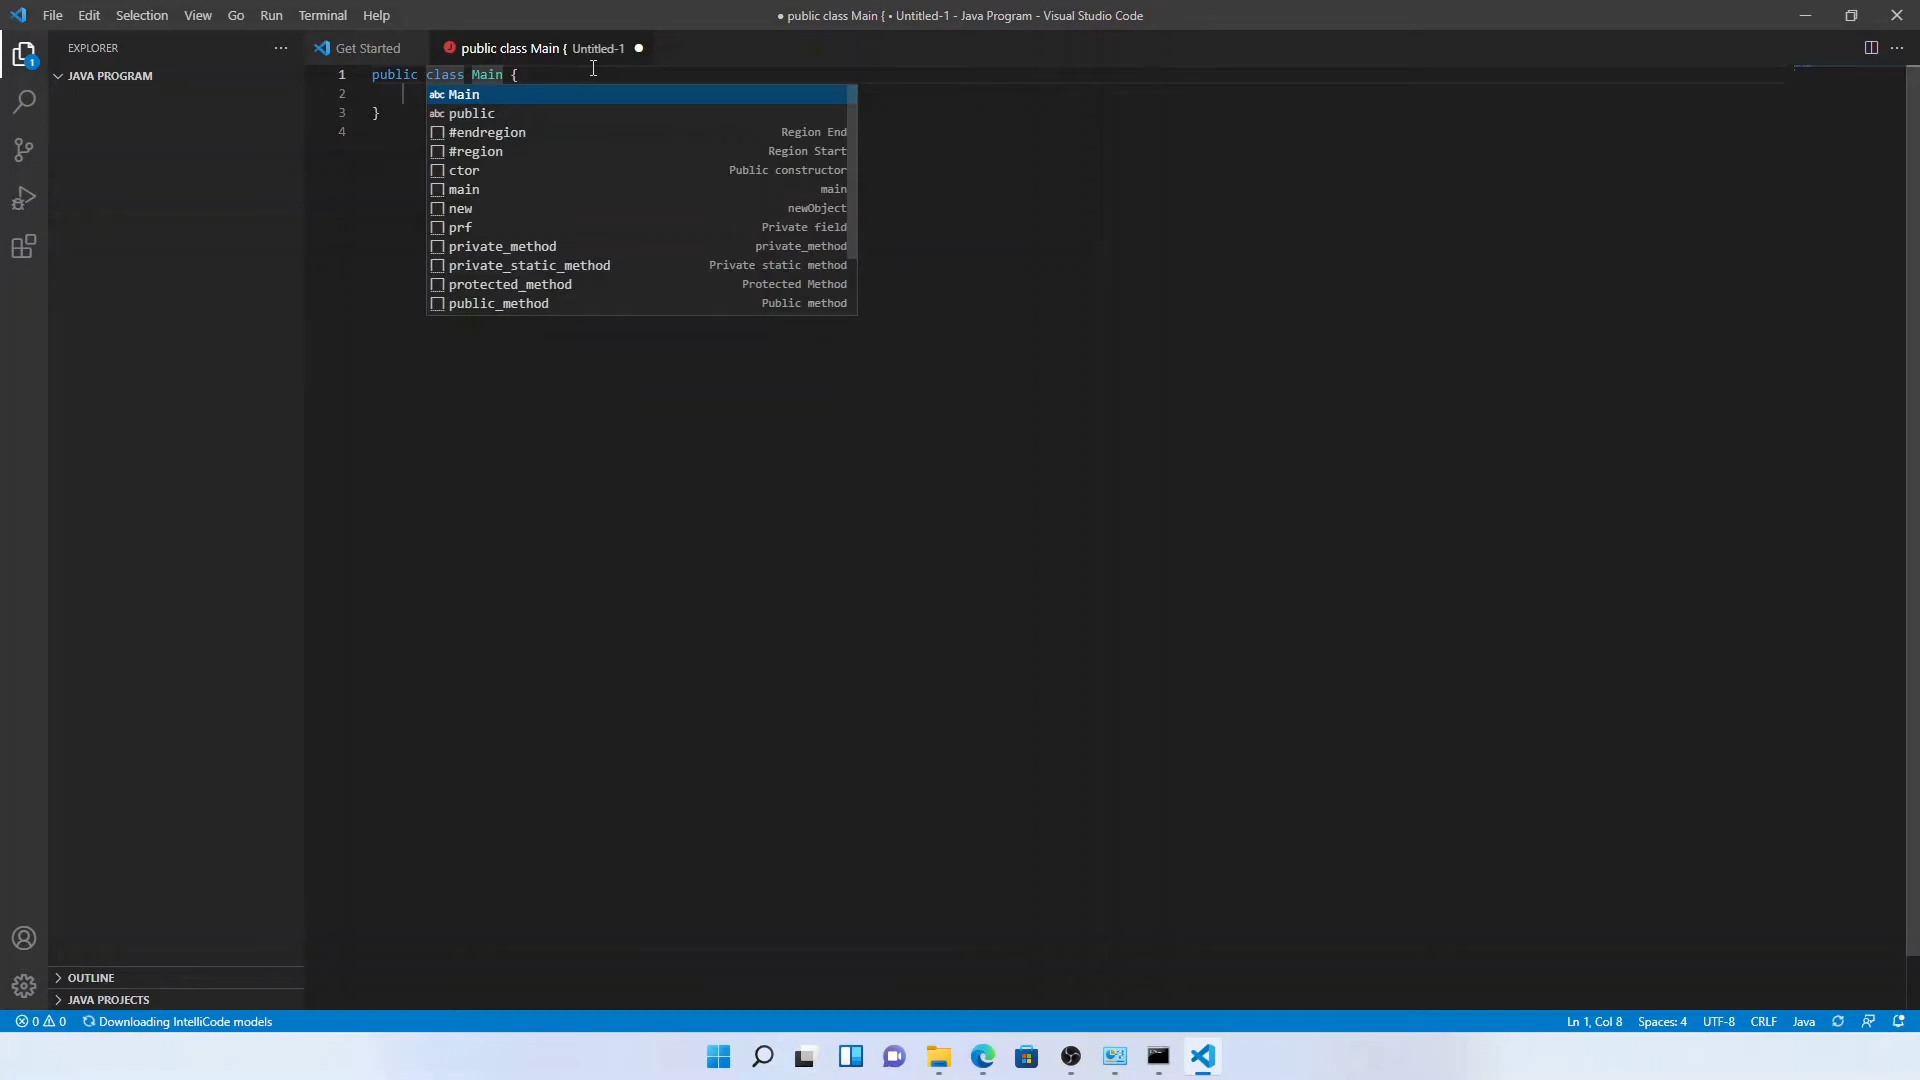 File Edit Selection View Go Run Terminal Help
● public class Main { • Untitled-1 - Java Program - Visual Studio Code
EXPLORER
Get Started
public class Main { Untitled-1 ●
JAVA PROGRAM
1 public class Main {
2
3 }
4
abc Main
abc public
#endregion Region End
#region Region Start
ctor Public constructor
main main
new newObject
prf Private field
private_method private_method
private_static_method Private static method
protected_method Protected Method
public_method Public method
1
OUTLINE
JAVA PROJECTS
0 0 Downloading IntelliCode models
Ln 1, Col 8 Spaces: 4 UTF-8 CRLF Java